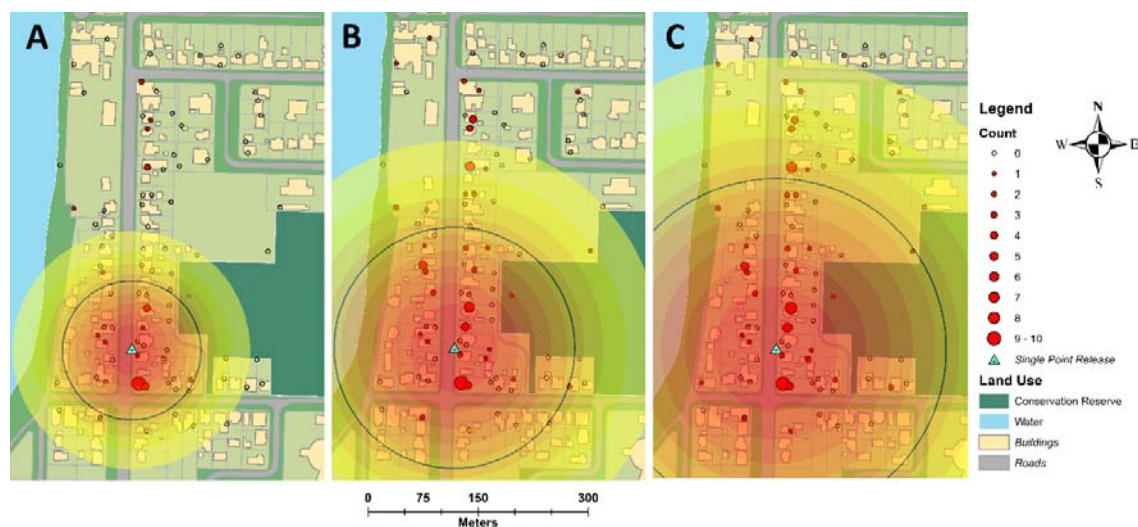 A
B
C
Legend
Count
0
1
2
3
4
5
6
7
8
9 - 10
Single Point Release
Land Use
Conservation Reserve
Water
Buildings
Roads
N
W E
S
0 75 150 300
Meters